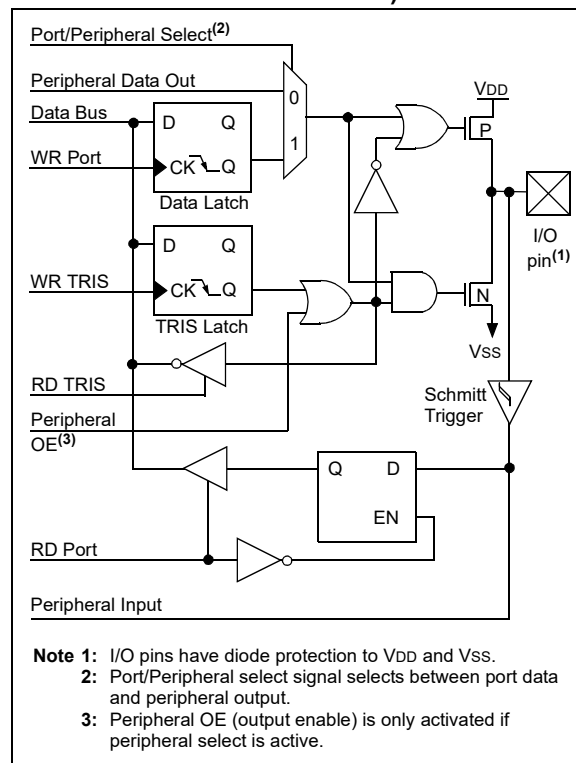 Port/Peripheral Select(2)
Peripheral Data Out
Data Bus
WR Port
D Q
CK Q
Data Latch
0
1
VDD
P
I/O
pin(1)
WR TRIS
D Q
CK Q
TRIS Latch
N
VSS
RD TRIS
Peripheral
OE(3)
Schmitt
Trigger
Q D
EN
RD Port
Peripheral Input
Note 1: I/O pins have diode protection to VDD and VSS.
2: Port/Peripheral select signal selects between port data
and peripheral output.
3: Peripheral OE (output enable) is only activated if
peripheral select is active.